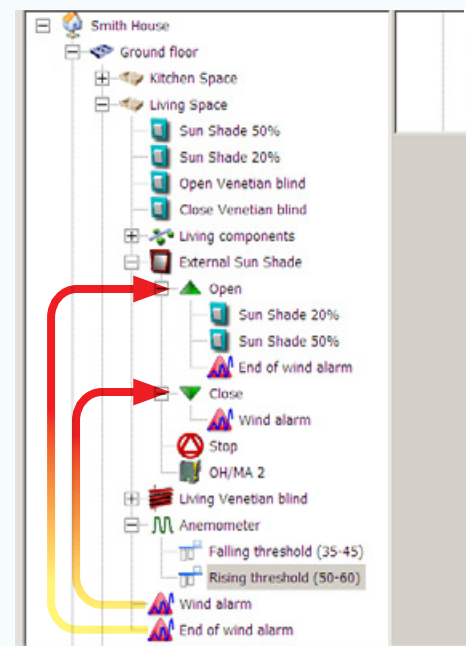 Smith House
Ground floor
Kitchen Space
Living Space
Sun Shade 50%
Sun Shade 20%
Open Venetian blind
Close Venetian blind
Living components
External Sun Shade
Open
Sun Shade 20%
Sun Shade 50%
End of wind alarm
Close
Wind alarm
Stop
OH/MA 2
Living Venetian blind
Anemometer
Falling threshold (35-45)
Rising threshold (50-60)
Wind alarm
End of wind alarm